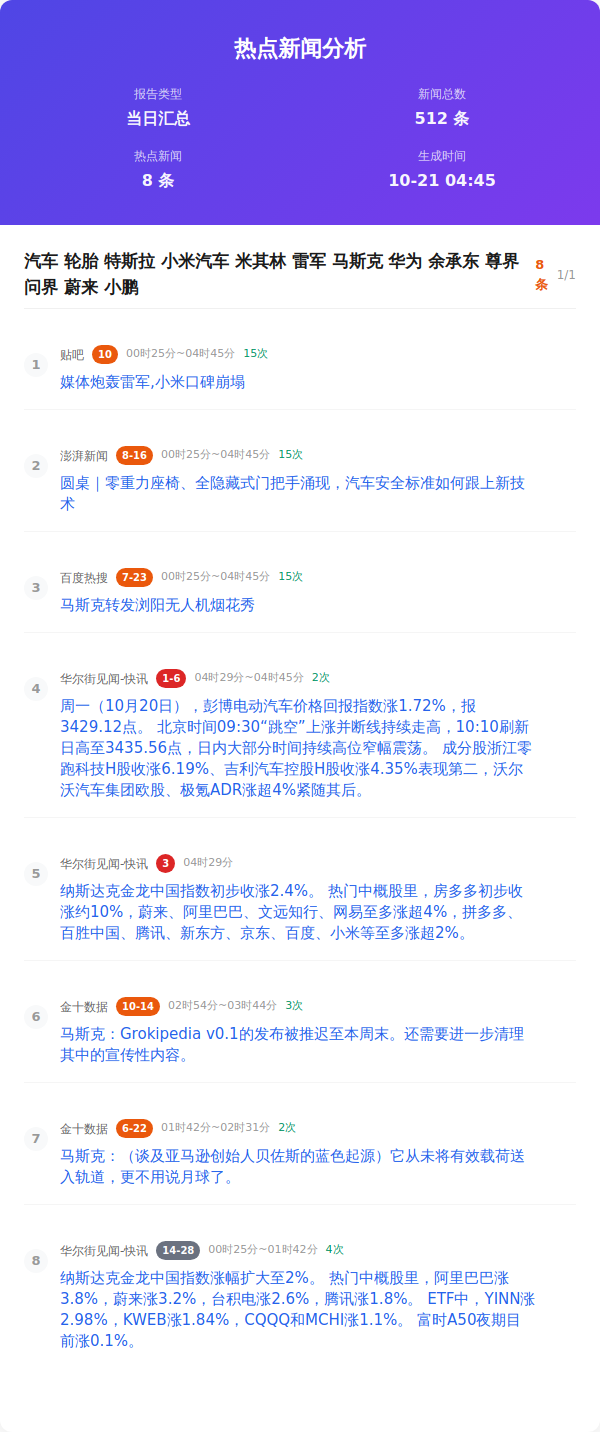 热点新闻分析
报告类型
新闻总数
当日汇总
512 条
热点新闻
生成时间
8 条
10-21 04:45
汽车 轮胎 特斯拉 小米汽车 米其林 雷军 马斯克 华为 余承东 尊界
问界 蔚来 小鹏
8
条
1/1
1
贴吧 10 00时25分~04时45分 15次
媒体炮轰雷军,小米口碑崩塌
2
澎湃新闻 8-16 00时25分~04时45分 15次
圆桌｜零重力座椅、全隐藏式门把手涌现，汽车安全标准如何跟上新技
术
3
百度热搜 7-23 00时25分~04时45分 15次
马斯克转发浏阳无人机烟花秀
4
华尔街见闻-快讯 1-6 04时29分~04时45分 2次
周一（10月20日），彭博电动汽车价格回报指数涨1.72%，报
3429.12点。 北京时间09:30“跳空”上涨并断线持续走高，10:10刷新
日高至3435.56点，日内大部分时间持续高位窄幅震荡。 成分股浙江零
跑科技H股收涨6.19%、吉利汽车控股H股收涨4.35%表现第二，沃尔
沃汽车集团欧股、极氪ADR涨超4%紧随其后。
5
华尔街见闻-快讯 3 04时29分
纳斯达克金龙中国指数初步收涨2.4%。 热门中概股里，房多多初步收
涨约10%，蔚来、阿里巴巴、文远知行、网易至多涨超4%，拼多多、
百胜中国、腾讯、新东方、京东、百度、小米等至多涨超2%。
6
金十数据 10-14 02时54分~03时44分 3次
马斯克：Grokipedia v0.1的发布被推迟至本周末。还需要进一步清理
其中的宣传性内容。
7
金十数据 6-22 01时42分~02时31分 2次
马斯克：（谈及亚马逊创始人贝佐斯的蓝色起源）它从未将有效载荷送
入轨道，更不用说月球了。
8
华尔街见闻-快讯 14-28 00时25分~01时42分 4次
纳斯达克金龙中国指数涨幅扩大至2%。 热门中概股里，阿里巴巴涨
3.8%，蔚来涨3.2%，台积电涨2.6%，腾讯涨1.8%。 ETF中，YINN涨
2.98%，KWEB涨1.84%，CQQQ和MCHI涨1.1%。 富时A50夜期目
前涨0.1%。